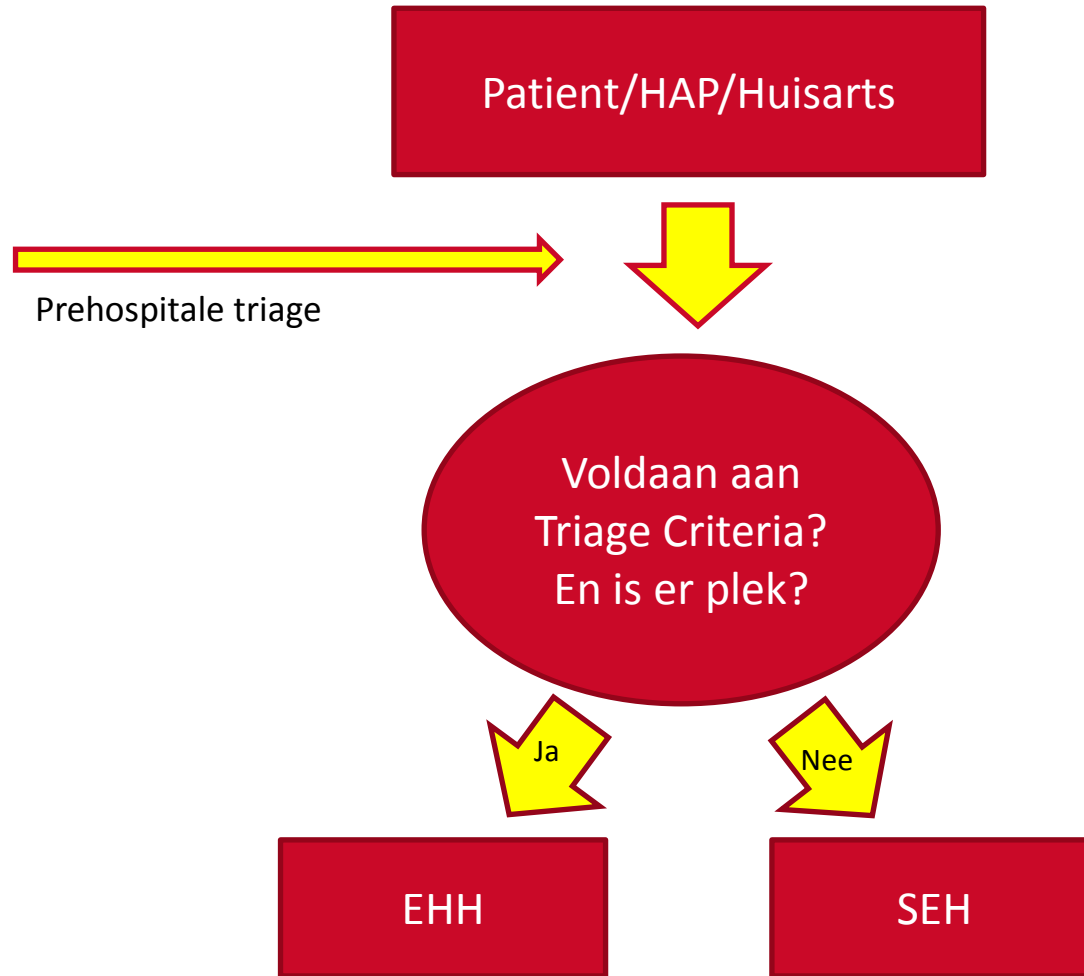 Patient/HAP/Huisarts
Prehospitale triage
Voldaan aan
Triage Criteria?
En is er plek?
Ja
Nee
EHH
SEH